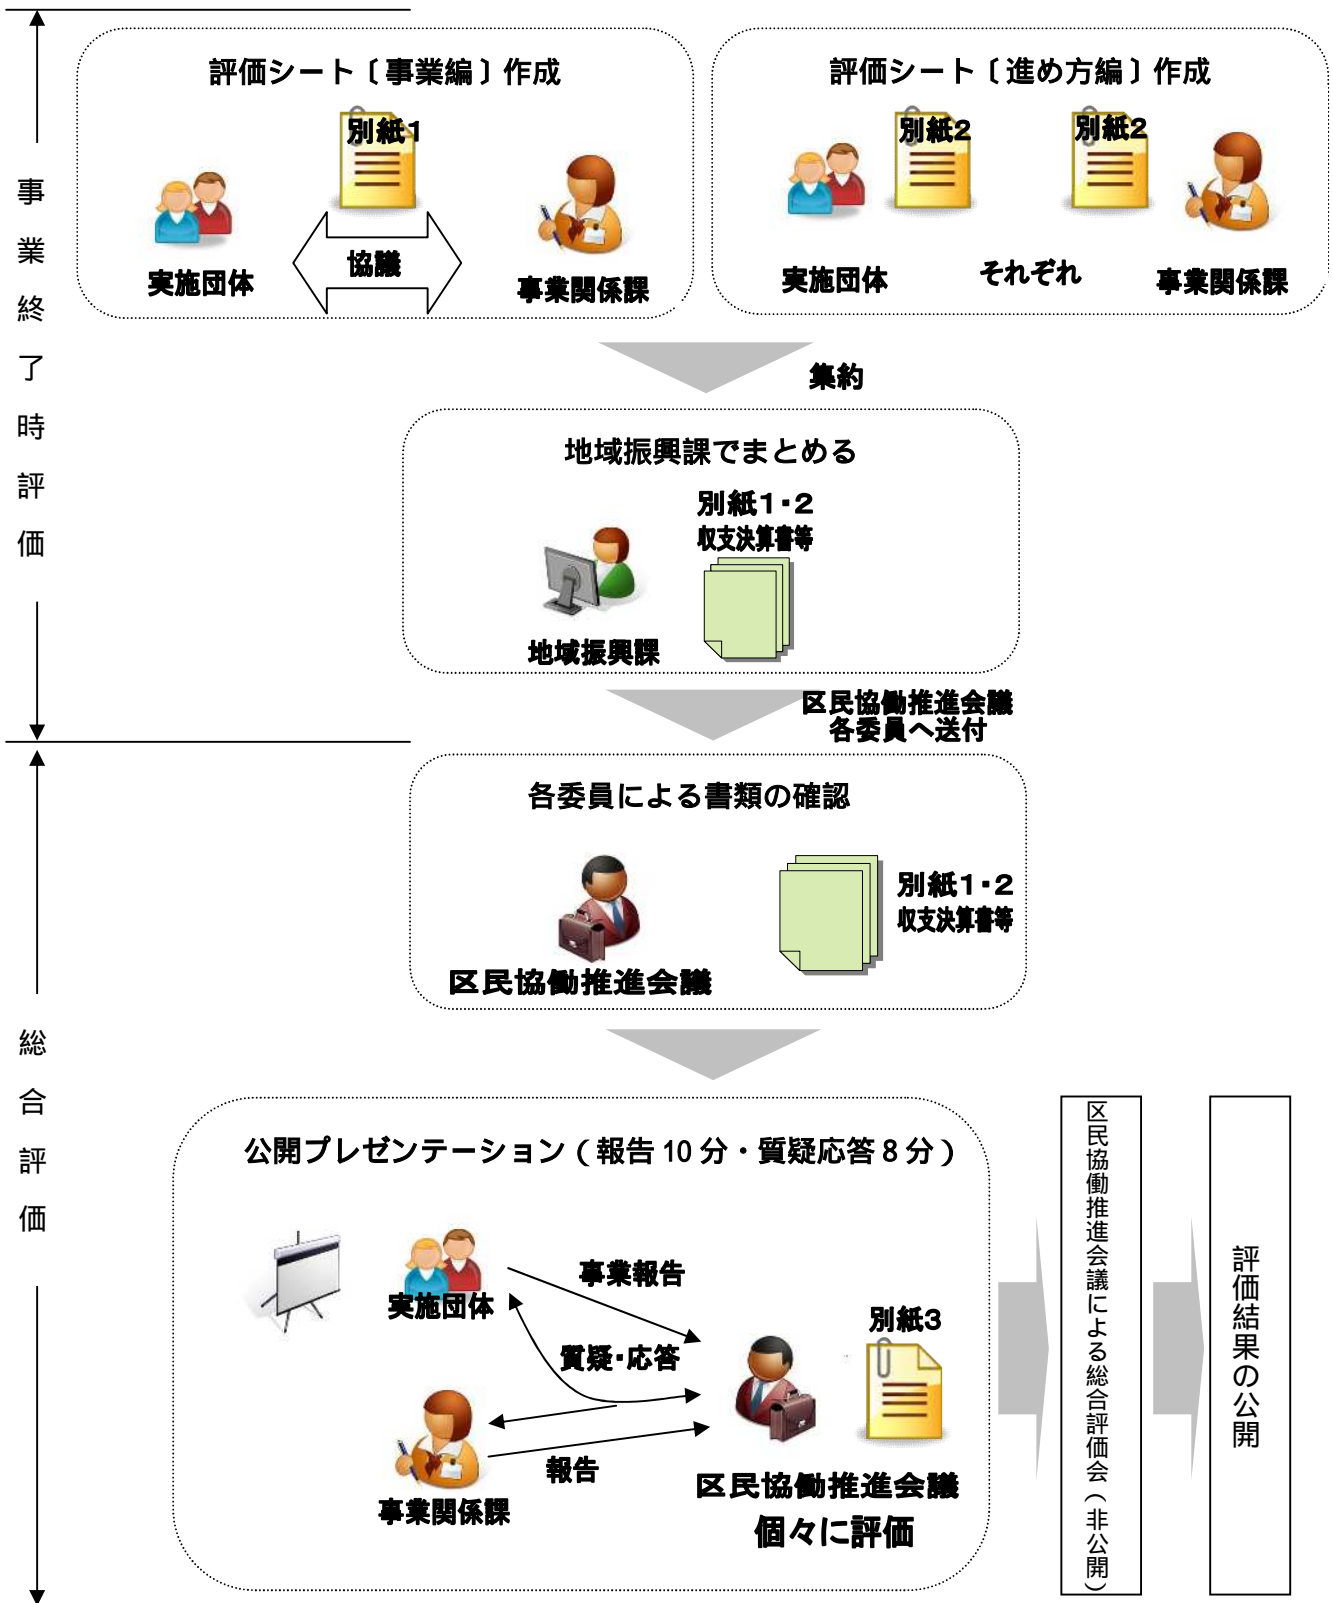 事業終了時評価
評価シート〔事業編〕作成
別紙1
実施団体
協議
事業関係課
評価シート〔進め方編〕作成
別紙2
別紙2
実施団体
それぞれ
事業関係課
集約
地域振興課でまとめる
別紙1・2
収支決算書等
地域振興課
区民協働推進会議
各委員へ送付
総合評価
各委員による書類の確認
別紙1・2
収支決算書等
区民協働推進会議
公開プレゼンテーション（報告10分・質疑応答8分）
実施団体
事業報告
質疑・応答
別紙3
報告
事業関係課
区民協働推進会議
個々に評価
区民協働推進会議による総合評価会（非公開）
評価結果の公開